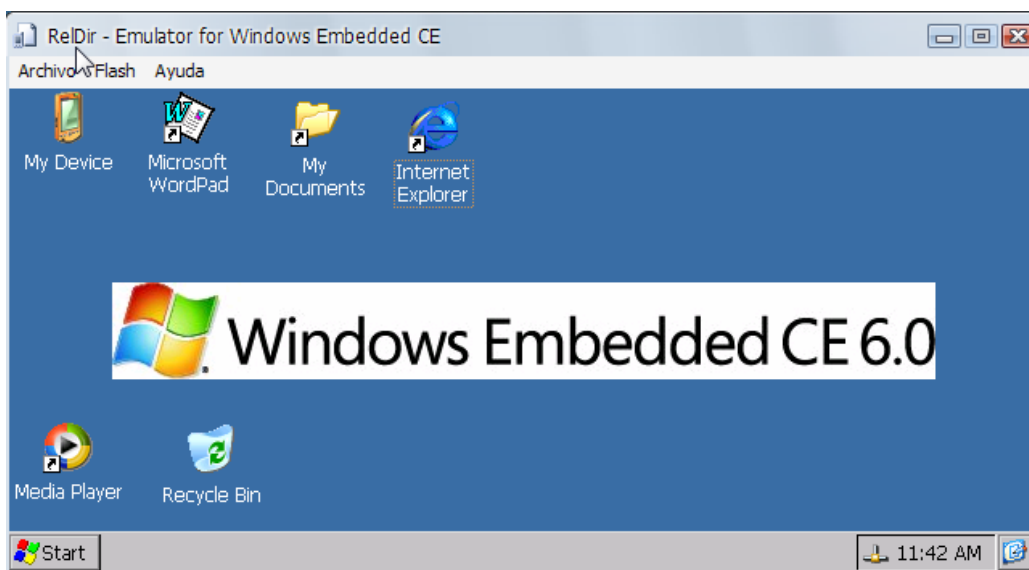 RelDir - Emulator for Windows Embedded CE
Archivo Flash Ayuda
My Device
Microsoft
WordPad
My
Documents
Internet
Explorer
Windows Embedded CE 6.0
Media Player
Recycle Bin
Start
11:42 AM